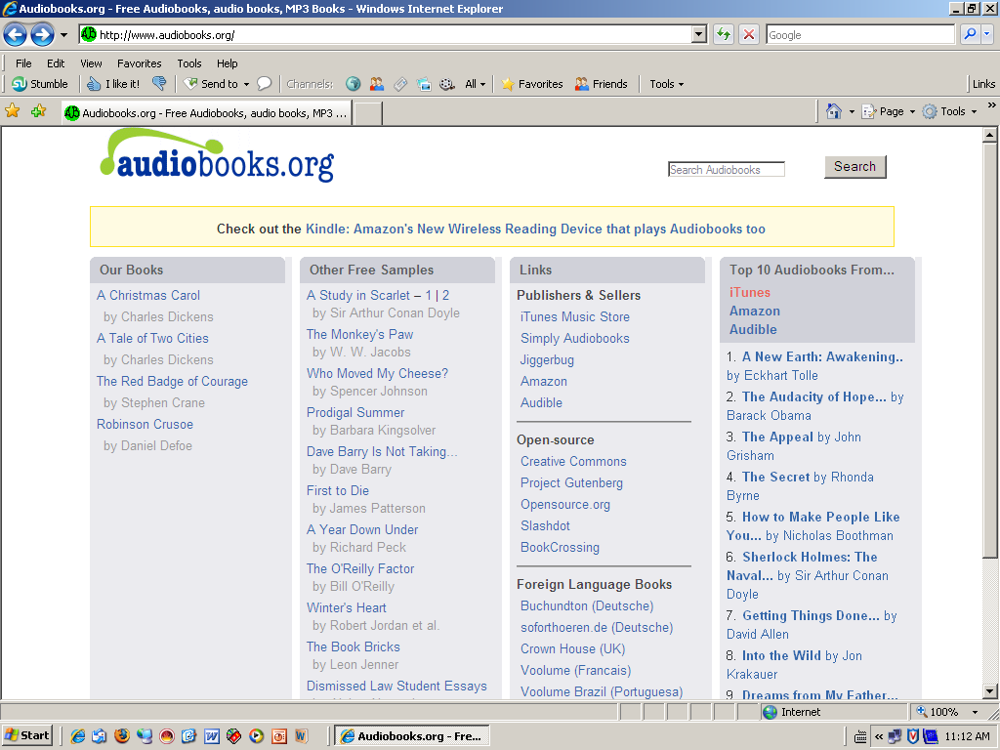 Audiobooks.org - Free Audiobooks, audio books, MP3 Books - Windows Internet Explorer
http://www.audiobooks.org/
Google
File Edit View Favorites Tools Help
Stumble I like it! Send to Channels: All Favorites Friends Tools Links
Audiobooks.org - Free Audiobooks, audio books, MP3 ... Page Tools
audiobooks.org
Search Audiobooks Search
Check out the Kindle: Amazon's New Wireless Reading Device that plays Audiobooks too
Our Books
A Christmas Carol
by Charles Dickens
A Tale of Two Cities
by Charles Dickens
The Red Badge of Courage
by Stephen Crane
Robinson Crusoe
by Daniel Defoe
Other Free Samples
A Study in Scarlet – 1 | 2
by Sir Arthur Conan Doyle
The Monkey's Paw
by W. W. Jacobs
Who Moved My Cheese?
by Spencer Johnson
Prodigal Summer
by Barbara Kingsolver
Dave Barry Is Not Taking...
by Dave Barry
First to Die
by James Patterson
A Year Down Under
by Richard Peck
The O'Reilly Factor
by Bill O'Reilly
Winter's Heart
by Robert Jordan et al.
The Book Bricks
by Leon Jenner
Dismissed Law Student Essays
Links
Publishers & Sellers
iTunes Music Store
Simply Audiobooks
Jiggerbug
Amazon
Audible
Open-source
Creative Commons
Project Gutenberg
Opensource.org
Slashdot
BookCrossing
Foreign Language Books
Buchundton (Deutsche)
soforthoeren.de (Deutsche)
Crown House (UK)
Voolume (Francais)
Voolume Brazil (Portuguesa)
Top 10 Audiobooks From...
iTunes
Amazon
Audible
1. A New Earth: Awakening..
by Eckhart Tolle
2. The Audacity of Hope... by
Barack Obama
3. The Appeal by John
Grisham
4. The Secret by Rhonda
Byrne
5. How to Make People Like
You... by Nicholas Boothman
6. Sherlock Holmes: The
Naval... by Sir Arthur Conan
Doyle
7. Getting Things Done... by
David Allen
8. Into the Wild by Jon
Krakauer
9. Dreams from My Father...
Internet 100%
Start Audiobooks.org - Fre... 11:12 AM